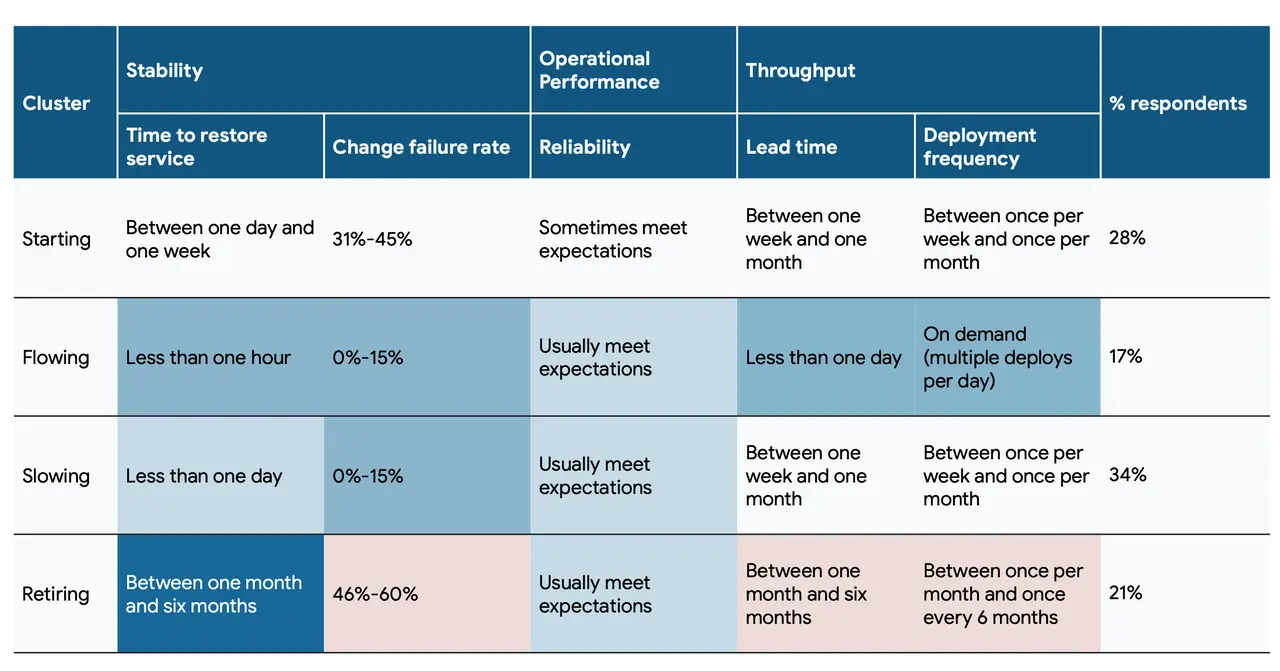 Cluster
Stability
Operational
Performance
Throughput
% respondents
Time to restore
service
Change failure rate
Reliability
Lead time
Deployment
frequency
Starting
Between one day and
one week
31%-45%
Sometimes meet
expectations
Between one
week and one
month
Between once per
week and once per
month
28%
Flowing
Less than one hour
0%-15%
Usually meet
expectations
Less than one day
On demand
(multiple deploys
per day)
17%
Slowing
Less than one day
0%-15%
Usually meet
expectations
Between one
week and one
month
Between once per
week and once per
month
34%
Retiring
Between one month
and six months
46%-60%
Usually meet
expectations
Between one
month and six
months
Between once per
month and once
every 6 months
21%